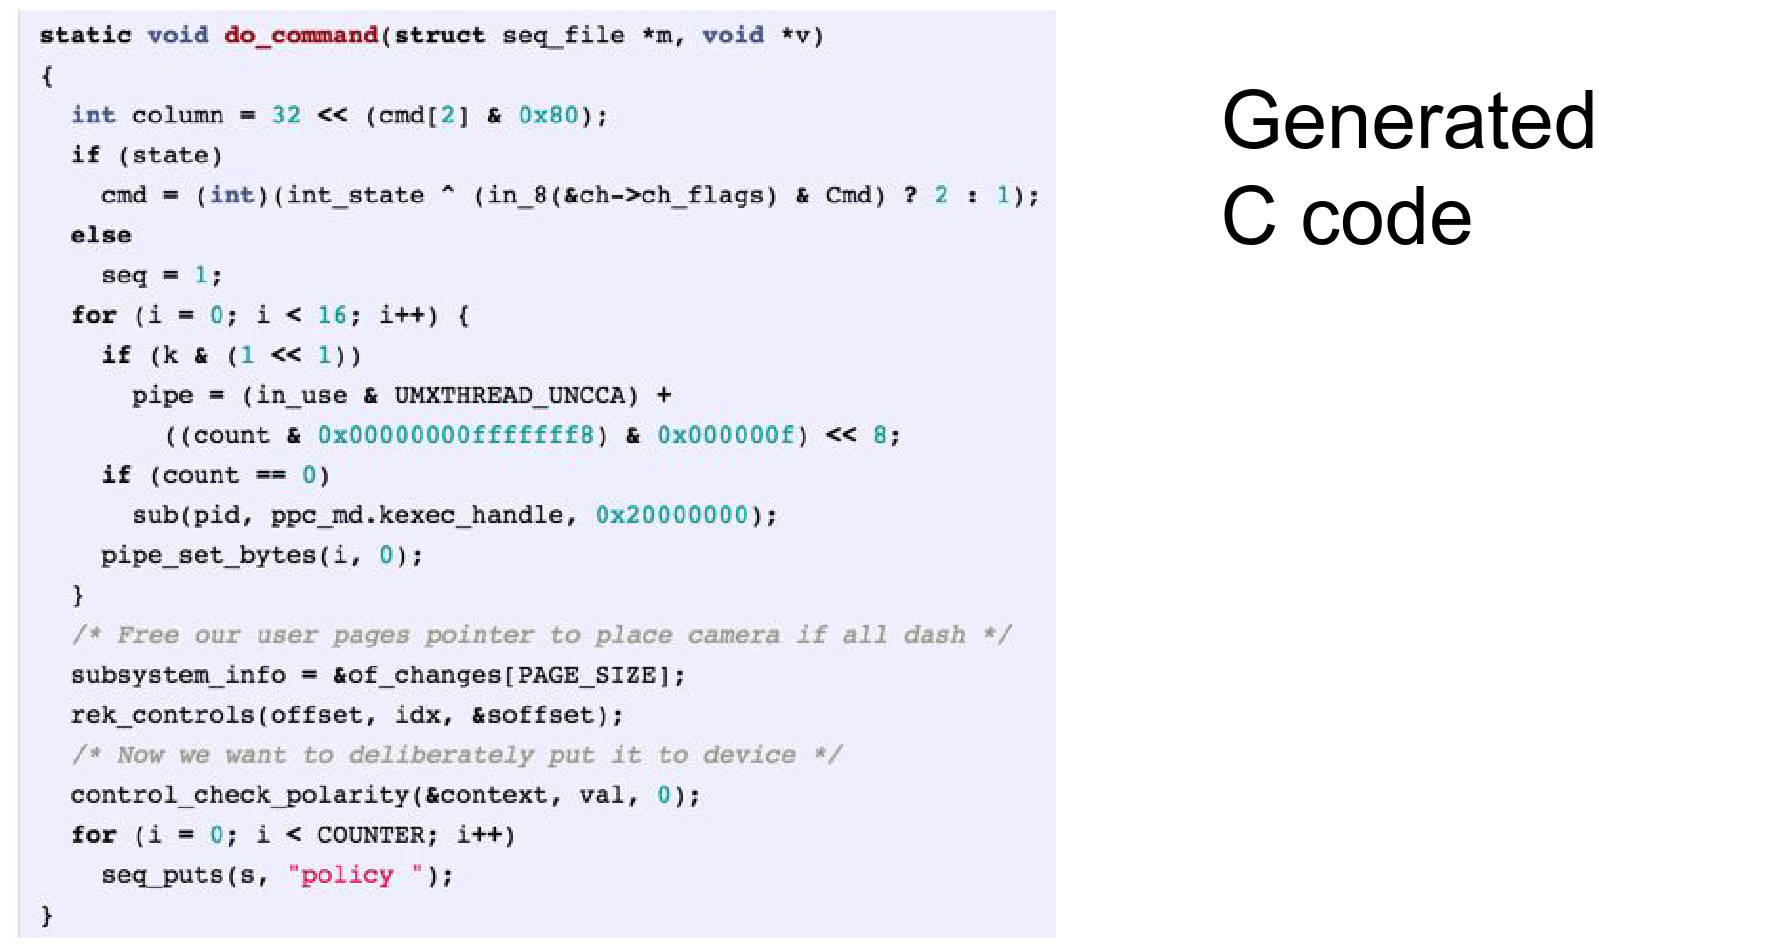 static void do_command(struct seq_file *m, void *v)
{
  int column = 32 << (cmd[2] & 0x80);
  if (state)
    cmd = (int)(int_state ^ (in_8(&ch->ch_flags) & Cmd) ? 2 : 1);
  else
    seq = 1;
  for (i = 0; i < 16; i++) {
    if (k & (1 << 1))
      pipe = (in_use & UMXTHREAD_UNCCA) +
        ((count & 0x00000000fffffff8) & 0x000000f) << 8;
    if (count == 0)
      sub(pid, ppc_md.kexec_handle, 0x20000000);
    pipe_set_bytes(i, 0);
  }
  /* Free our user pages pointer to place camera if all dash */
  subsystem_info = &of_changes[PAGE_SIZE];
  rek_controls(offset, idx, &soffset);
  /* Now we want to deliberately put it to device */
  control_check_polarity(&context, val, 0);
  for (i = 0; i < COUNTER; i++)
    seq_puts(s, "policy ");
}
Generated
C code